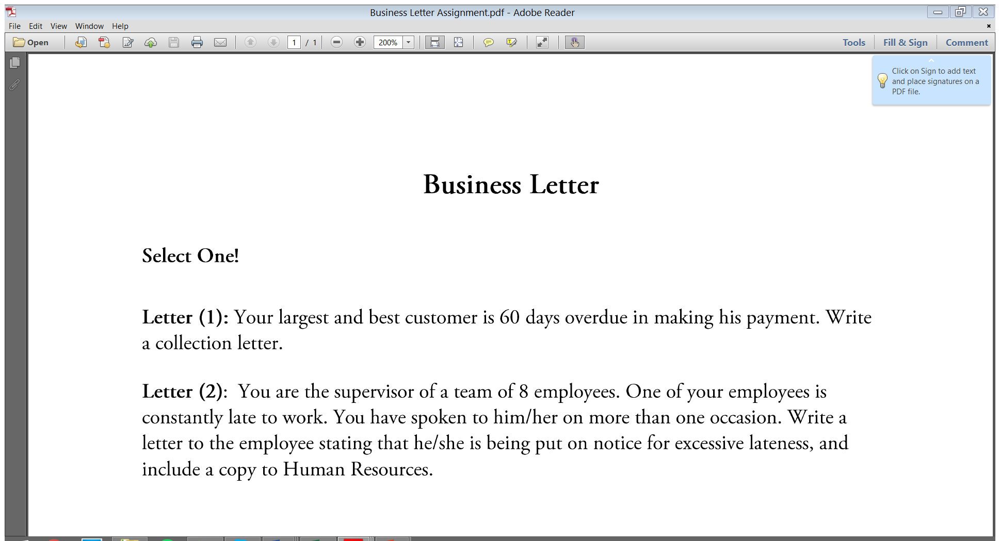 Business Letter Assignment.pdf - Adobe Reader
File Edit View Window Help
Open 1 / 1 200% Tools Fill & Sign Comment
Click on Sign to add text
and place signatures on a
PDF file.
Business Letter
Select One!
Letter (1): Your largest and best customer is 60 days overdue in making his payment. Write
a collection letter.
Letter (2):  You are the supervisor of a team of 8 employees. One of your employees is
constantly late to work. You have spoken to him/her on more than one occasion. Write a
letter to the employee stating that he/she is being put on notice for excessive lateness, and
include a copy to Human Resources.